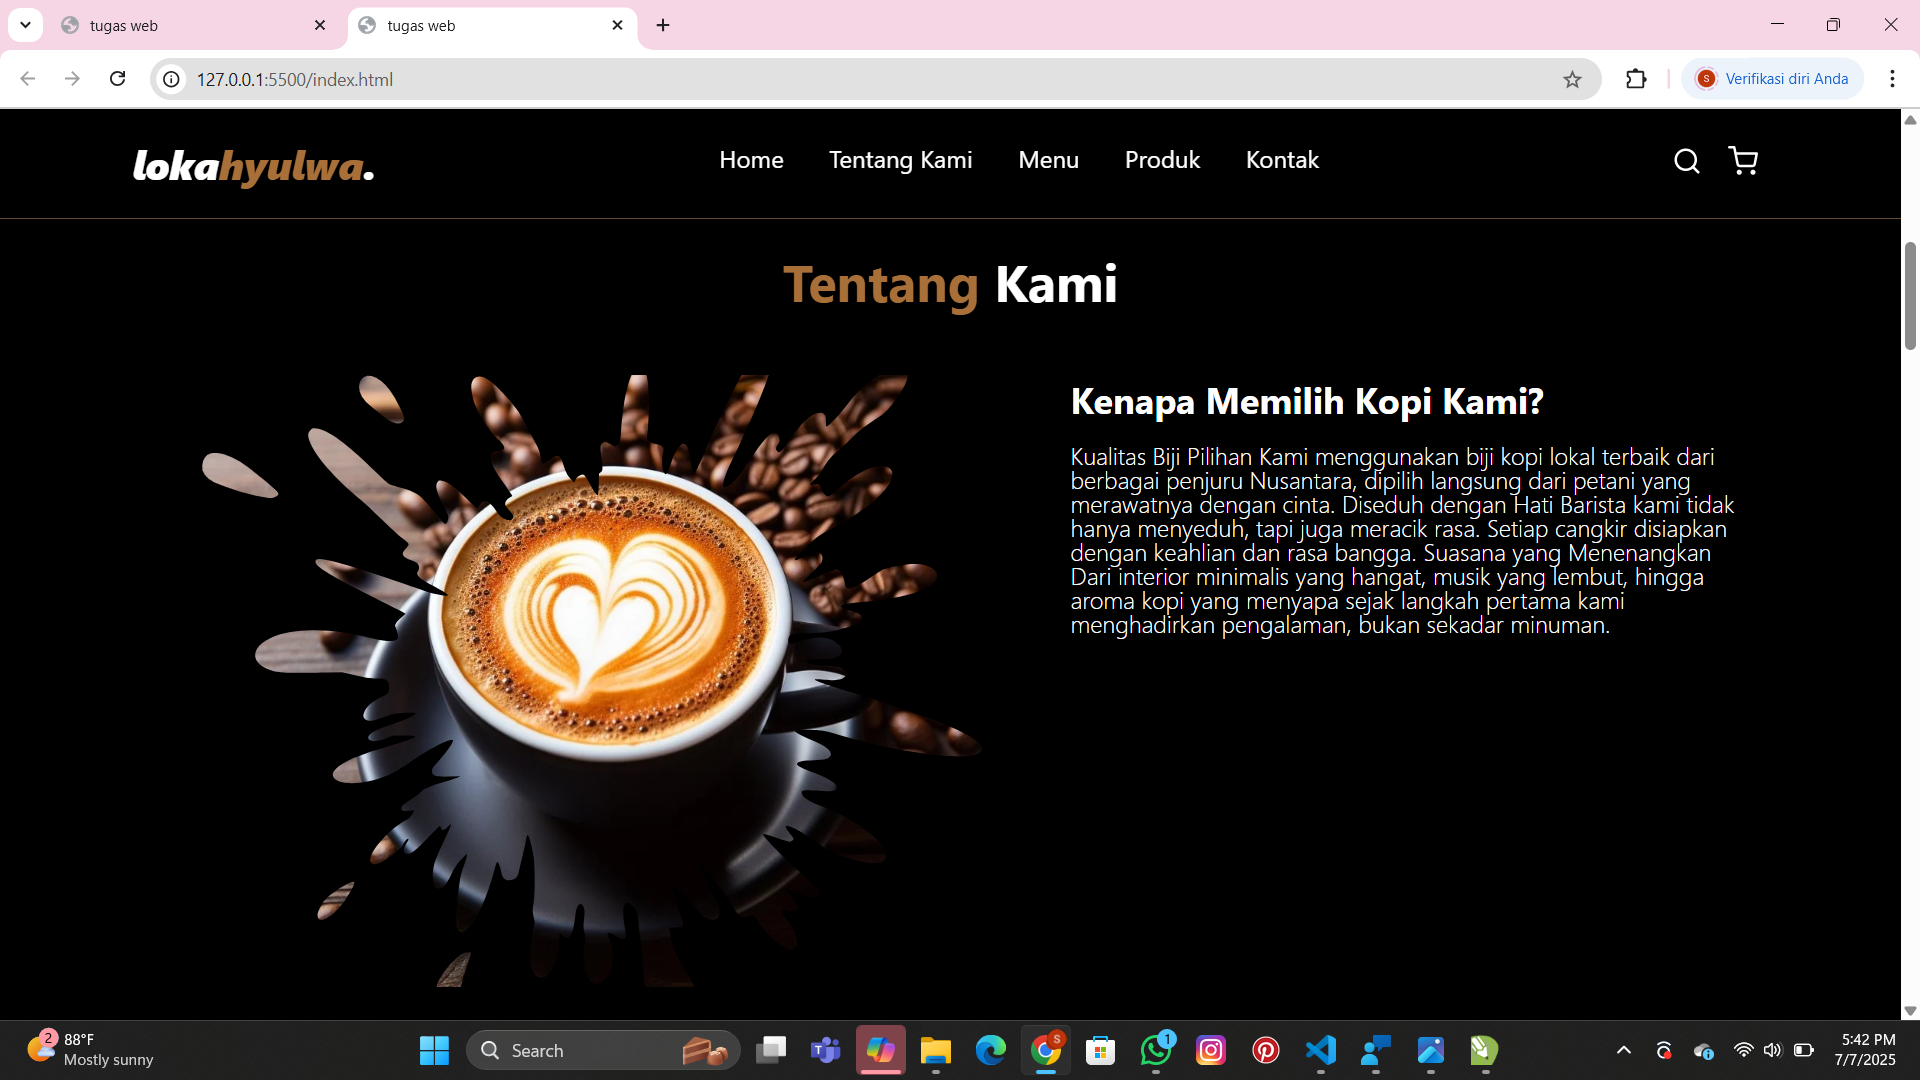 tugas web
tugas web
127.0.0.1:5500/index.html
S
Verifikasi diri Anda
lokahyulwa.
Home
Tentang Kami
Menu
Produk
Kontak
Tentang Kami
Kenapa Memilih Kopi Kami?
Kualitas Biji Pilihan Kami menggunakan biji kopi lokal terbaik dari
berbagai penjuru Nusantara, dipilih langsung dari petani yang
merawatnya dengan cinta. Diseduh dengan Hati Barista kami tidak
hanya menyeduh, tapi juga meracik rasa. Setiap cangkir disiapkan
dengan keahlian dan rasa bangga. Suasana yang Menenangkan
Dari interior minimalis yang hangat, musik yang lembut, hingga
aroma kopi yang menyapa sejak langkah pertama kami
menghadirkan pengalaman, bukan sekadar minuman.
2
88°F
Mostly sunny
Search
S
1
5:42 PM
7/7/2025